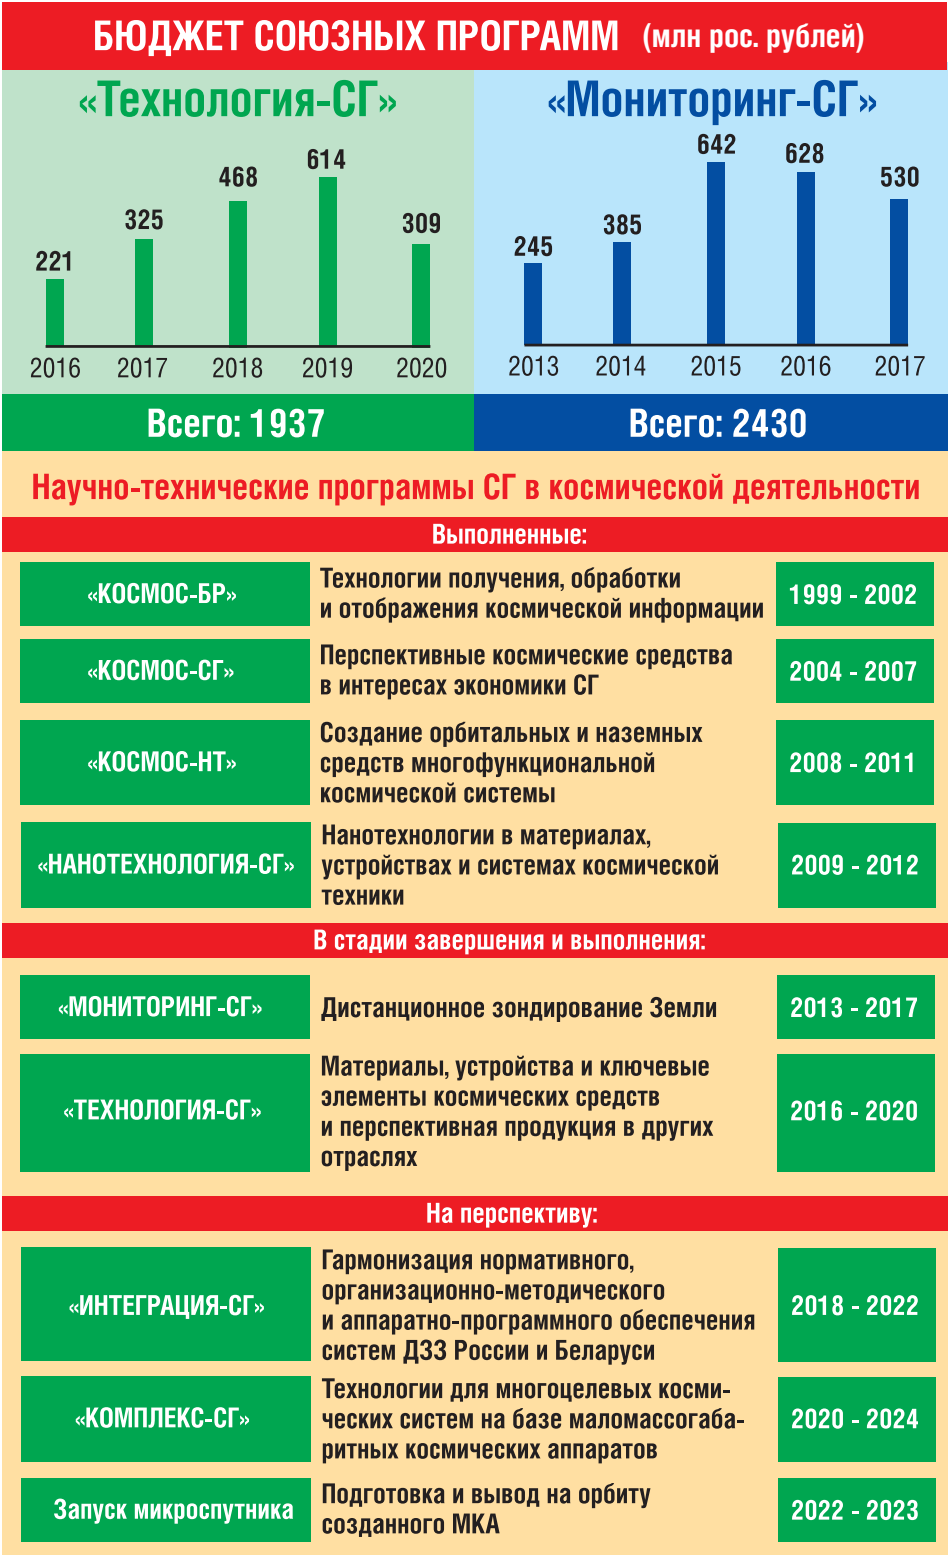 БЮДЖЕТ СОЮЗНЫХ ПРОГРАММ (млн рос. рублей)
«Технология-СГ»
221
325
468
614
309
2016 2017 2018 2019 2020
Всего: 1937
«Мониторинг-СГ»
245
385
642
628
530
2013 2014 2015 2016 2017
Всего: 2430
Научно-технические программы СГ в космической деятельности
Выполненные:
«КОСМОС-БР»
Технологии получения, обработки
и отображения космической информации
1999 - 2002
«КОСМОС-СГ»
Перспективные космические средства
в интересах экономики СГ
2004 - 2007
«КОСМОС-НТ»
Создание орбитальных и наземных
средств многофункциональной
космической системы
2008 - 2011
«НАНОТЕХНОЛОГИЯ-СГ»
Нанотехнологии в материалах,
устройствах и системах космической
техники
2009 - 2012
В стадии завершения и выполнения:
«МОНИТОРИНГ-СГ»
Дистанционное зондирование Земли
2013 - 2017
«ТЕХНОЛОГИЯ-СГ»
Материалы, устройства и ключевые
элементы космических средств
и перспективная продукция в других
отраслях
2016 - 2020
На перспективу:
«ИНТЕГРАЦИЯ-СГ»
Гармонизация нормативного,
организационно-методического
и аппаратно-программного обеспечения
систем ДЗЗ России и Беларуси
2018 - 2022
«КОМПЛЕКС-СГ»
Технологии для многоцелевых косми-
ческих систем на базе маломассогаба-
ритных космических аппаратов
2020 - 2024
Запуск микроспутника
Подготовка и вывод на орбиту
созданного МКА
2022 - 2023